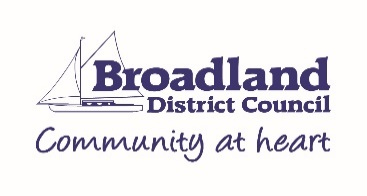 Broadland
District Council
Community at heart